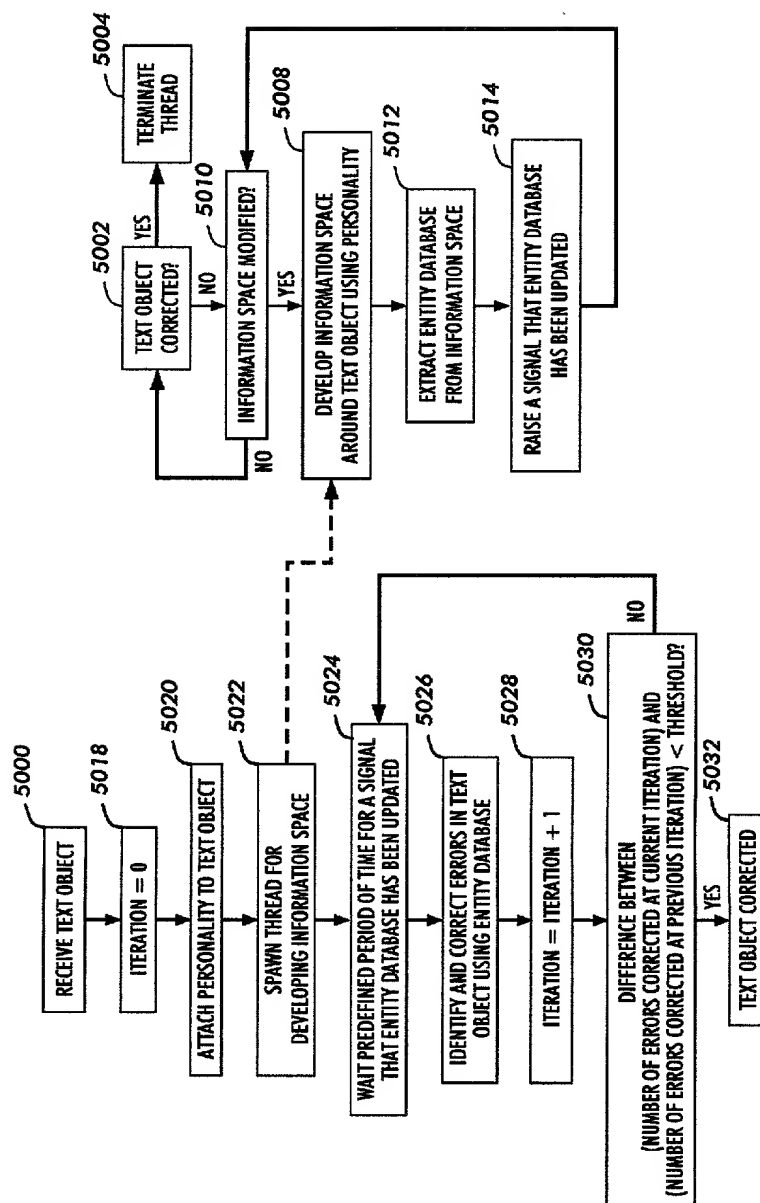 5000
RECEIVE TEXT OBJECT
5018
ITERATION = 0
5020
ATTACH PERSONALITY TO TEXT OBJECT
5022
SPAWN THREAD FOR
DEVELOPING INFORMATION SPACE
5024
WAIT PREDEFINED PERIOD OF TIME FOR A SIGNAL
THAT ENTITY DATABASE HAS BEEN UPDATED
5026
IDENTIFY AND CORRECT ERRORS IN TEXT
OBJECT USING ENTITY DATABASE
5028
ITERATION = ITERATION + 1
5030
DIFFERENCE BETWEEN
(NUMBER OF ERRORS CORRECTED AT CURRENT ITERATION) AND
(NUMBER OF ERRORS CORRECTED AT PREVIOUS ITERATION) < THRESHOLD?
NO
YES
5032
TEXT OBJECT CORRECTED
5004
TERMINATE
THREAD
5002
TEXT OBJECT
CORRECTED?
YES
NO
5010
INFORMATION SPACE MODIFIED?
NO
YES
5008
DEVELOP INFORMATION SPACE
AROUND TEXT OBJECT USING PERSONALITY
5012
EXTRACT ENTITY DATABASE
FROM INFORMATION SPACE
5014
RAISE A SIGNAL THAT ENTITY DATABASE
HAS BEEN UPDATED